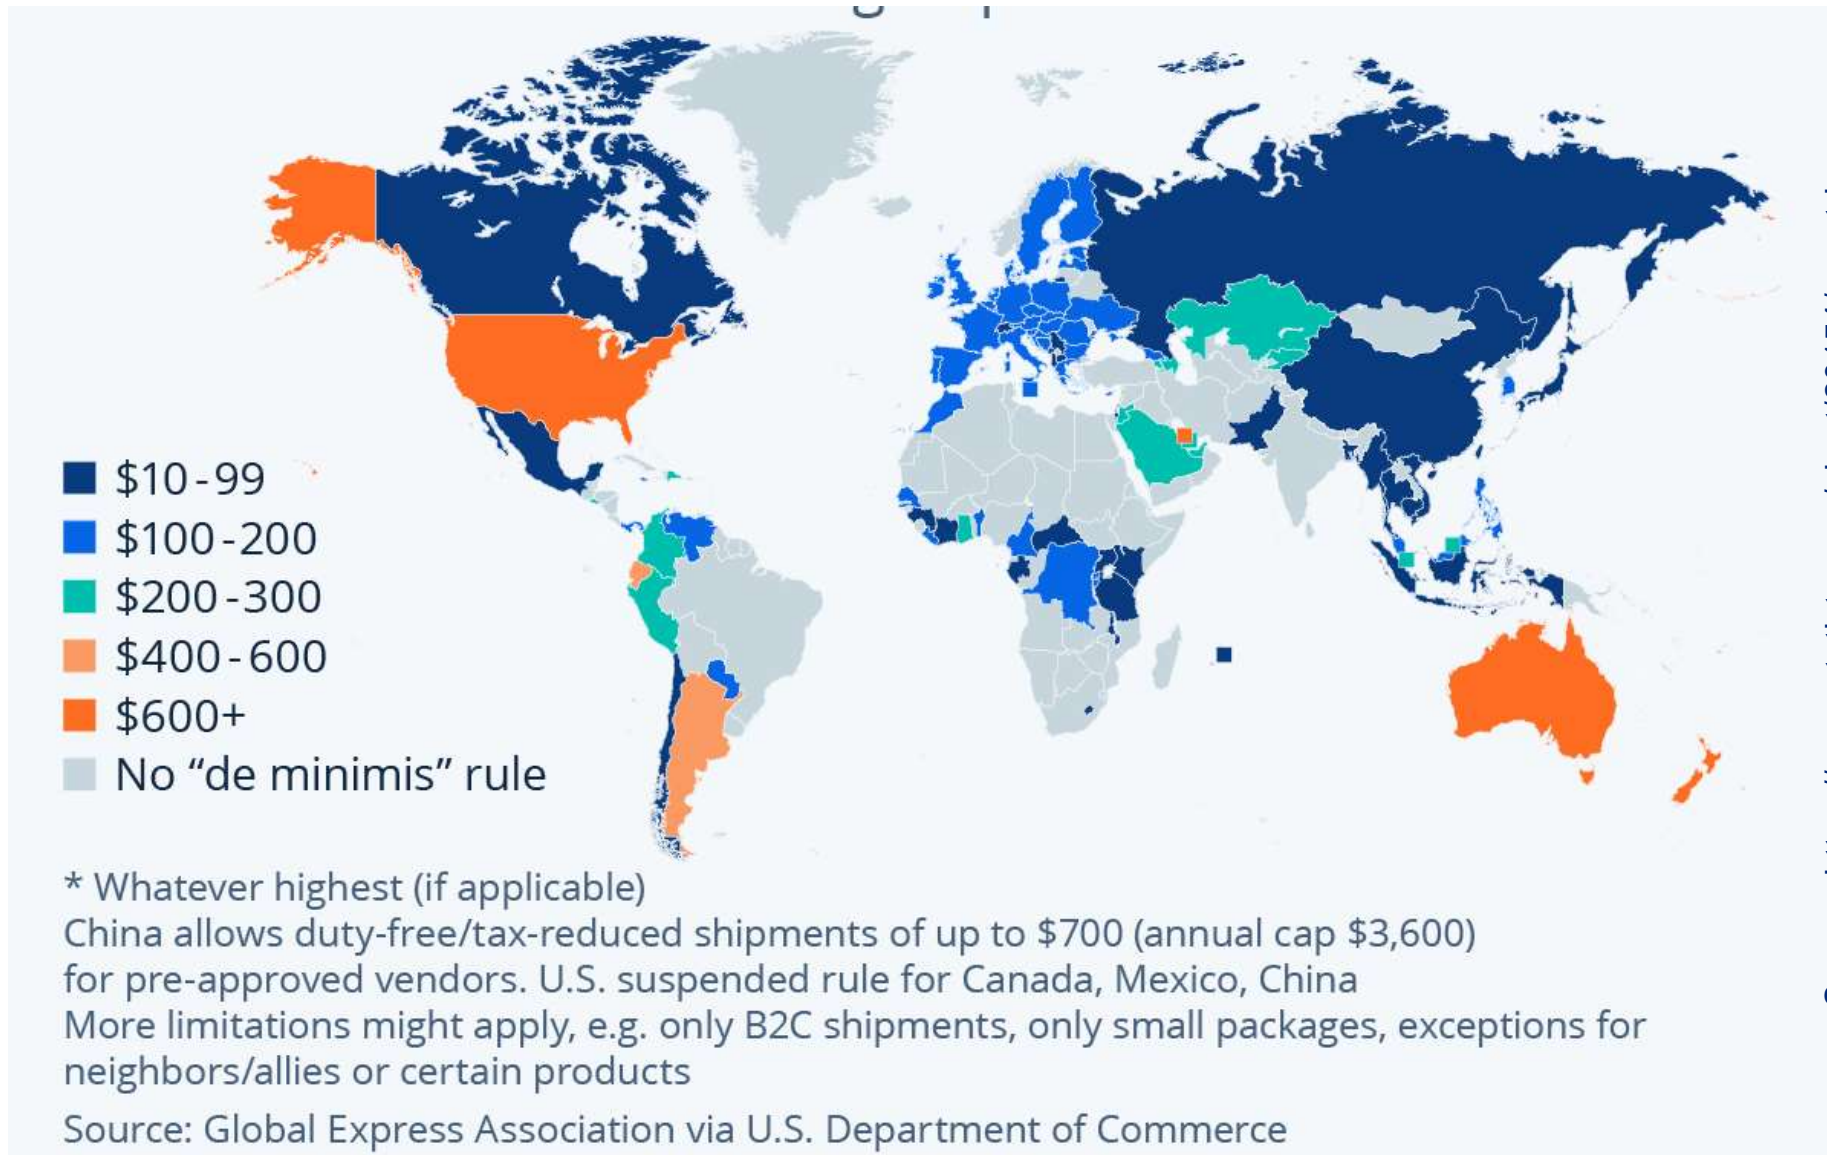 $10-99
$100-200
$200-300
$400-600
$600+
No “de minimis” rule
* Whatever highest (if applicable)
China allows duty-free/tax-reduced shipments of up to $700 (annual cap $3,600)
for pre-approved vendors. U.S. suspended rule for Canada, Mexico, China
More limitations might apply, e.g. only B2C shipments, only small packages, exceptions for
neighbors/allies or certain products
Source: Global Express Association via U.S. Department of Commerce